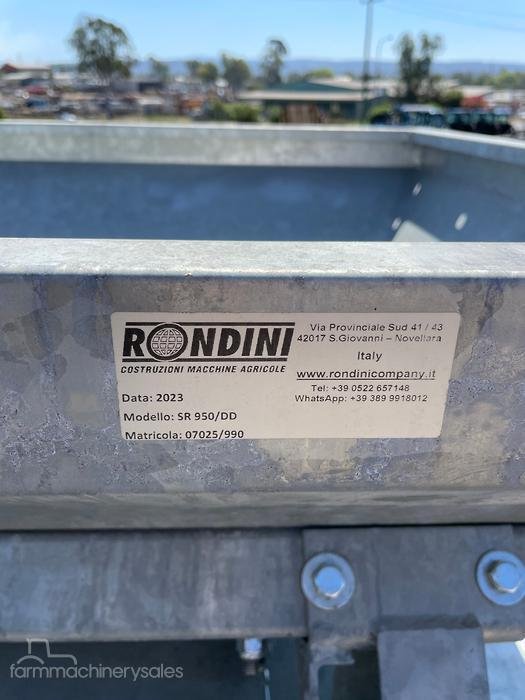 RONDINI
COSTRUZIONI MACCHINE AGRICOLE
Data: 2023
Modello: SR 950/DD
Matricola: 07025/990
Via Provinciale Sud 41 / 43
42017 S.Giovanni – Novellara
Italy
www.rondinicompany.it
Tel: +39 0522 657148
WhatsApp: +39 389 9918012
farmmachinerysales